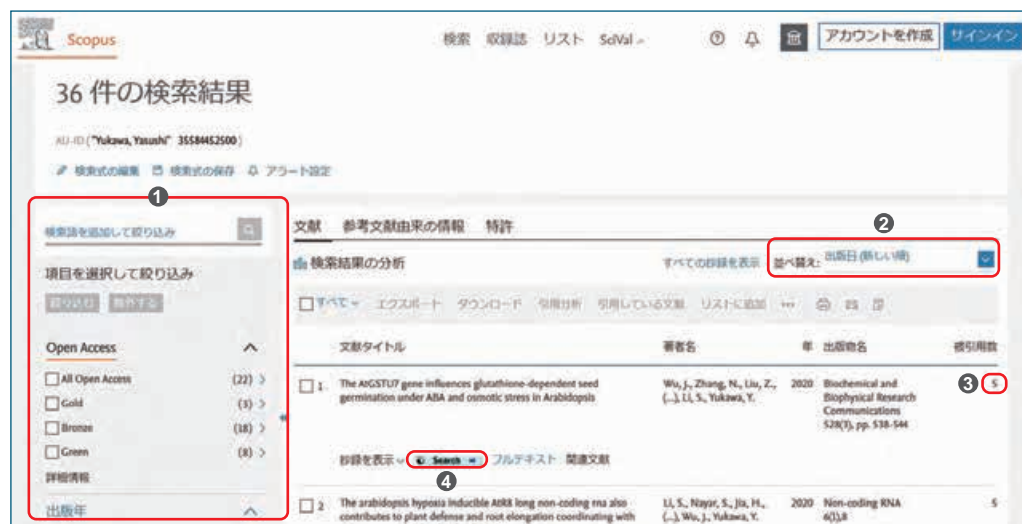 Scopus
検索 収録誌 リスト SciVal
アカウントを作成 サインイン
36 件の検索結果
AU-ID ( "Yukawa, Yasushi" 35584452500 )
検索式の編集 検索式の保存 アラート設定
1
検索語を追加して絞り込み
項目を選択して絞り込み
絞り込む 除外する
Open Access
All Open Access (22)
Gold (3)
Bronze (18)
Green (8)
詳細情報
出版年
文献 参考文献由来の情報 特許
2
検索結果の分析 すべての抄録を表示 並べ替え: 出版日 (新しい順)
すべて エクスポート ダウンロード 引用分析 引用している文献 リストに追加 •••
文献タイトル 著者名 年 出版物名 被引用数
1 The AtGSTU7 gene influences glutathione-dependent seed Wu, J., Zhang, N., Liu, Z., 2020 Biochemical and 3 5
germination under ABA and osmotic stress in Arabidopsis (...), Li, S., Yukawa, Y. Biophysical Research
Communications
528(3), pp. 538-544
抄録を表示 Search フルテキスト 関連文献
4
2 The arabidopsis hypoxia inducible AtR8 long non-coding rna also Li, S., Nayar, S., Jia, H., 2020 Non-coding RNA 5
contributes to plant defense and root elongation coordinating with (...), Wu, J., Yukawa, Y. 6(1),8